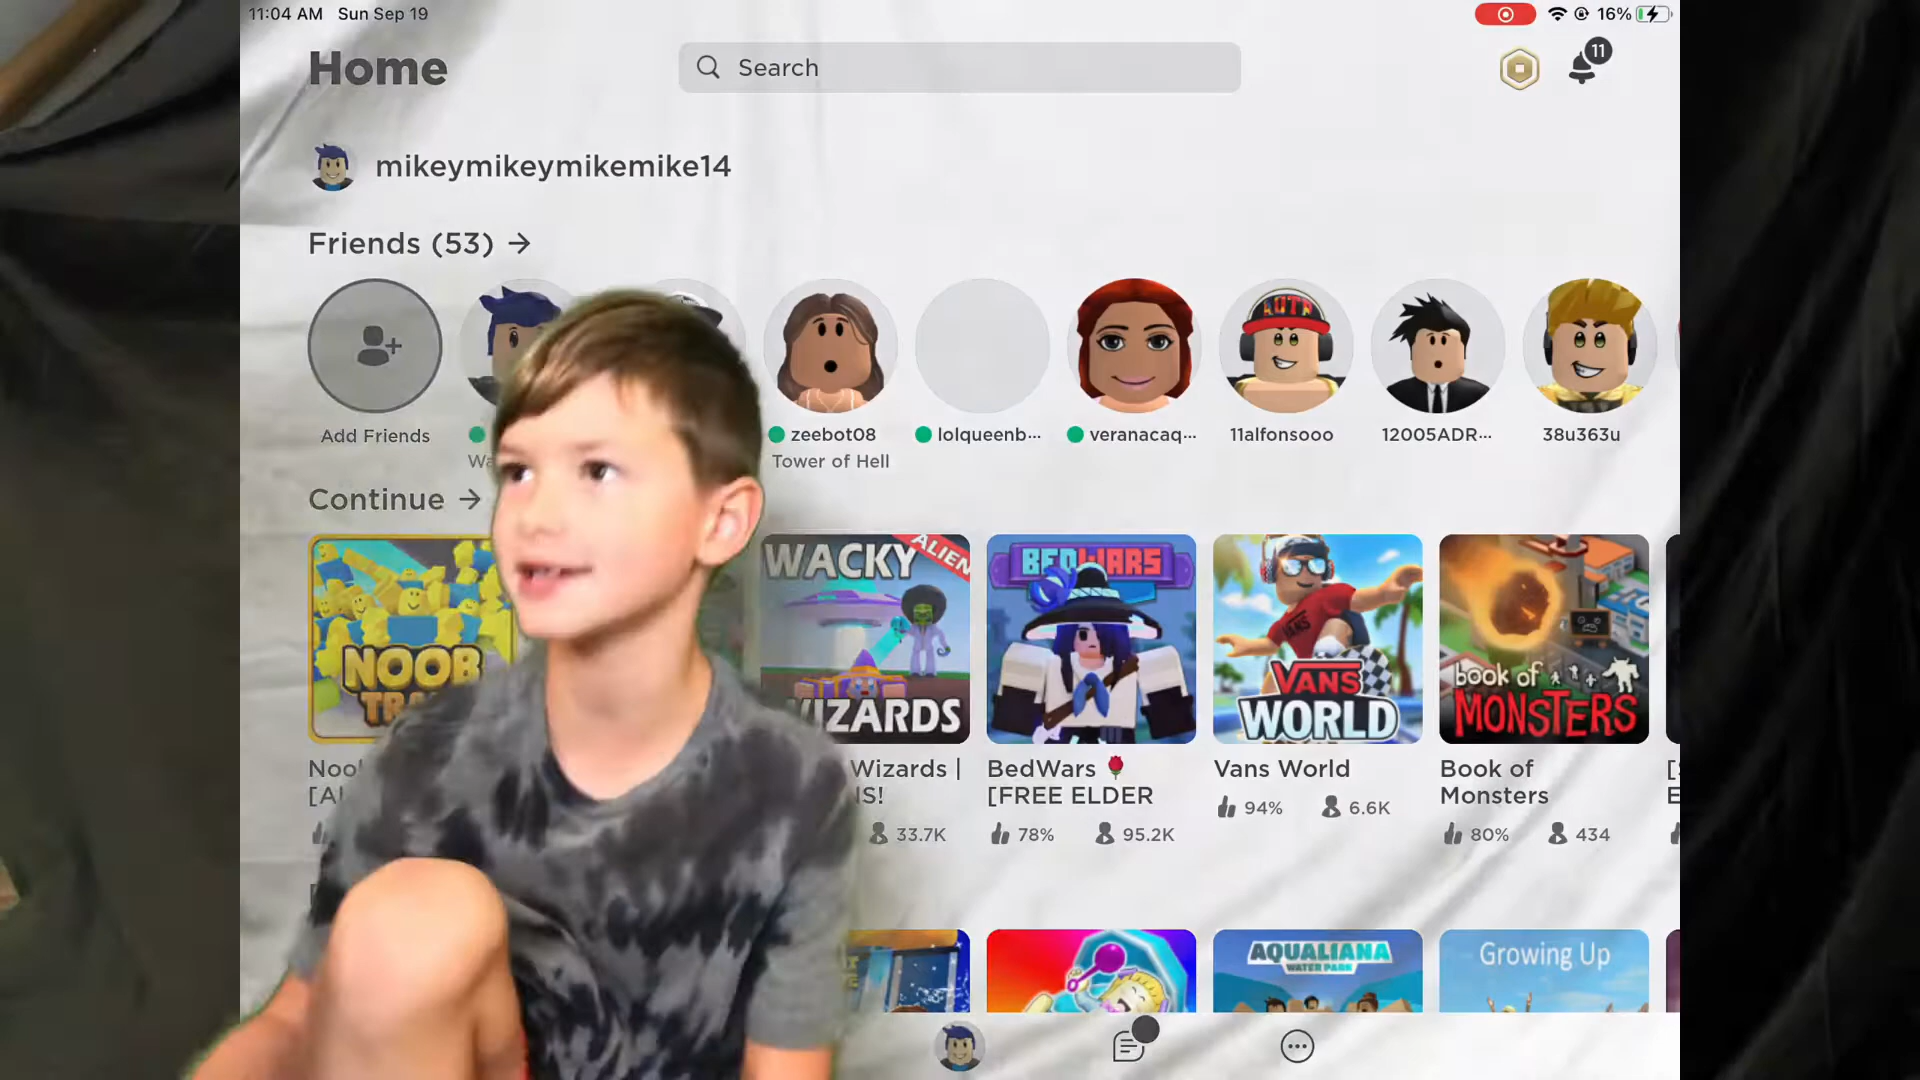 11:04 AM Sun Sep 19
16%
Home
Search
11
mikeymikeymikemike14
Friends (53) →
AOTP
Add Friends
zeebot08
lolqueenb...
veranacaq...
11alfonsooo
12005ADR...
38u363u
Wa
Tower of Hell
Continue →
NOOB
WACKY
ALIEN
WIZARDS
BEDWARS
VANS
VANS
WORLD
book of
MONSTERS
Wizards |
BedWars 🌹
[FREE ELDER
Vans World
Book of
Monsters
33.7K
78%
95.2K
94%
6.6K
80%
434
AQUALIANA
WATER PARK
Growing Up